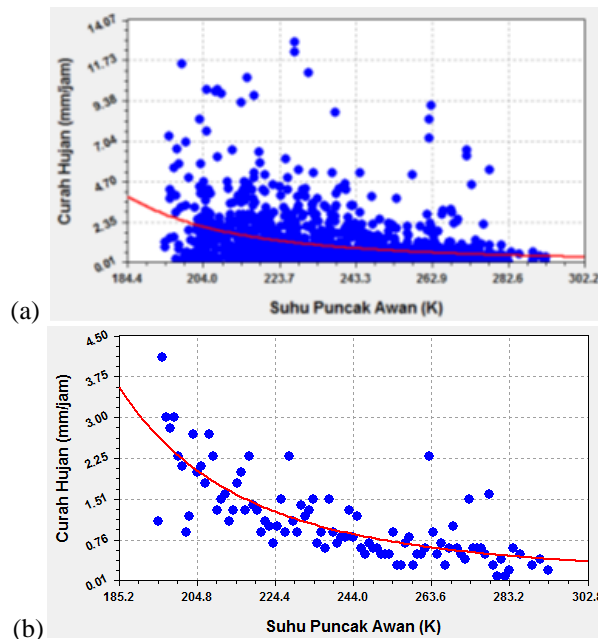 14.07
11.73
9.38
7.04
4.70
2.35
0.01
Curah Hujan (mm/jam)
184.4 204.0 223.7 243.3 262.9 282.6 302.2
Suhu Puncak Awan (K)
(a)
4.50
3.75
3.00
2.25
1.51
0.76
0.01
Curah Hujan (mm/jam)
185.2 204.8 224.4 244.0 263.6 283.2 302.8
Suhu Puncak Awan (K)
(b)